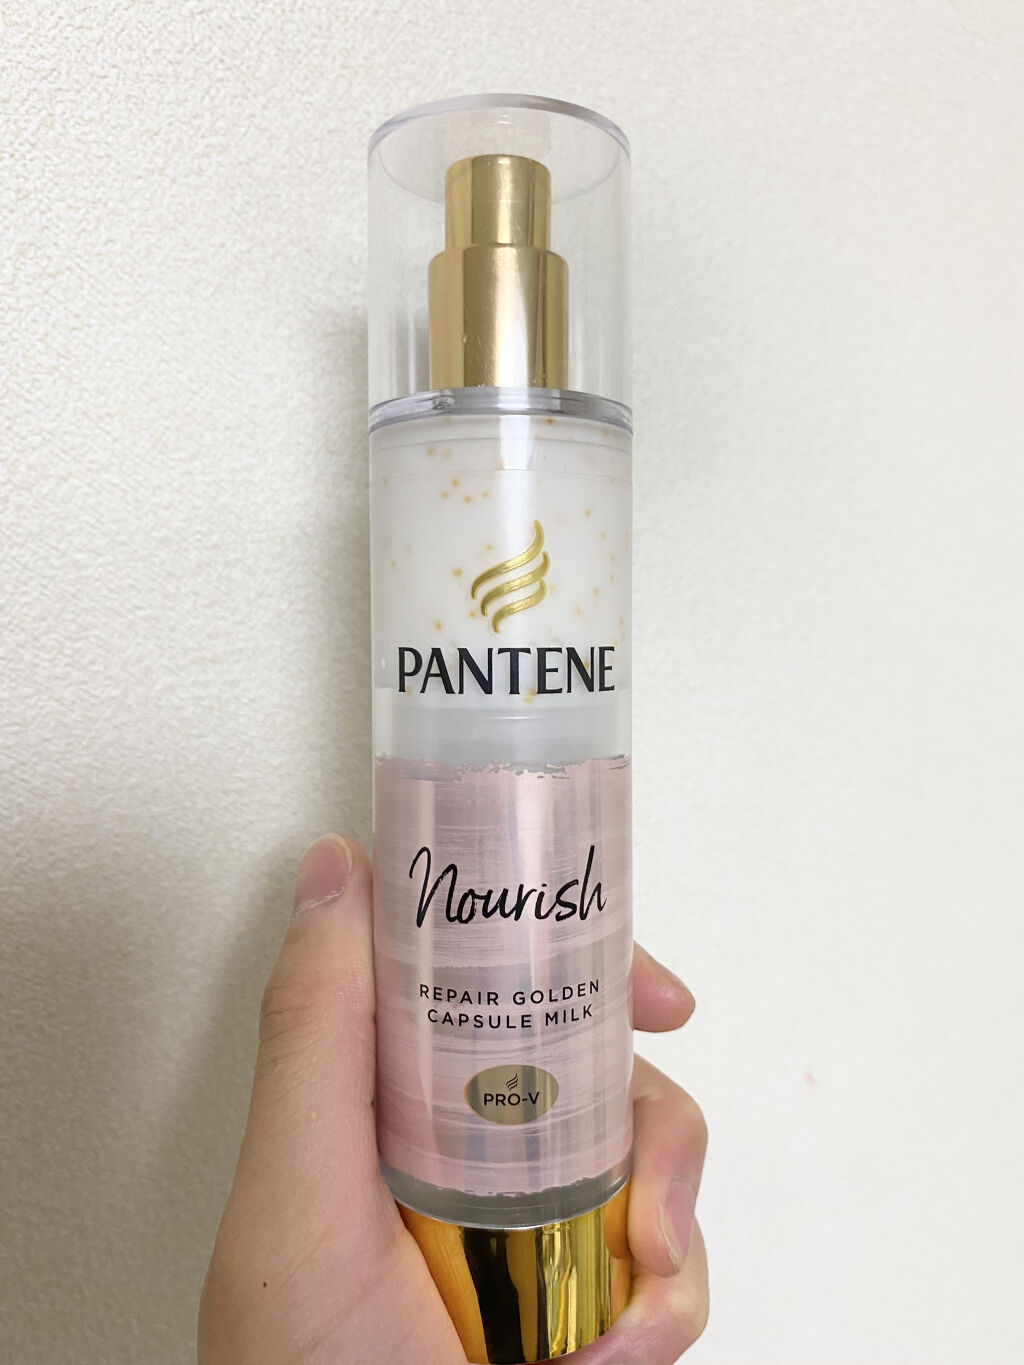 PANTENE
Nourish
REPAIR GOLDEN
CAPSULE MILK
PRO-V